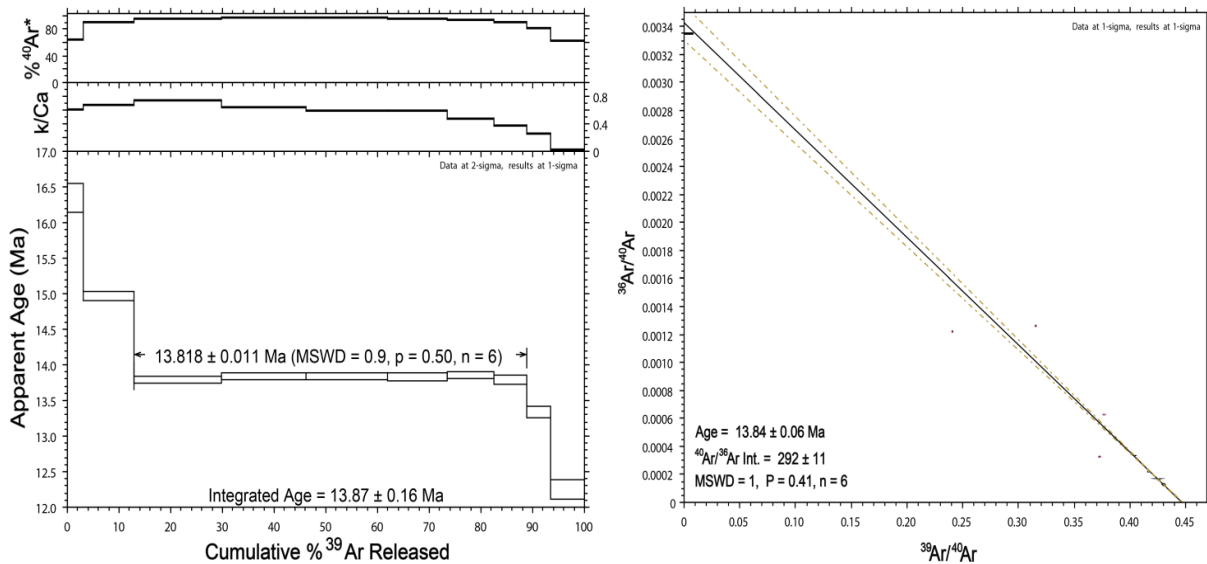 % ⁴⁰Ar*
80
40
0
k/Ca
0.8
0.4
0
Data at 2-sigma, results at 1-sigma
Apparent Age (Ma)
17.0
16.5
16.0
15.5
15.0
14.5
14.0
13.5
13.0
12.5
12.0
13.818 ± 0.011 Ma (MSWD = 0.9, p = 0.50, n = 6)
Integrated Age = 13.87 ± 0.16 Ma
0 10 20 30 40 50 60 70 80 90 100
Cumulative % ³⁹Ar Released
Data at 1-sigma, results at 1-sigma
³⁶Ar/⁴⁰Ar
0.0034
0.0032
0.0030
0.0028
0.0026
0.0024
0.0022
0.0020
0.0018
0.0016
0.0014
0.0012
0.0010
0.0008
0.0006
0.0004
0.0002
0
Age = 13.84 ± 0.06 Ma
⁴⁰Ar/³⁶Ar Int. = 292 ± 11
MSWD = 1, P = 0.41, n = 6
0 0.05 0.10 0.15 0.20 0.25 0.30 0.35 0.40 0.45
³⁹Ar/⁴⁰Ar